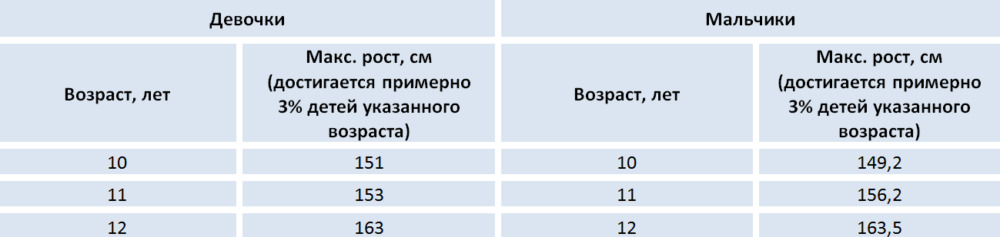 Девочки
Мальчики
Возраст, лет
Макс. рост, см
(достигается примерно
3% детей указанного
возраста)
Возраст, лет
Макс. рост, см
(достигается примерно
3% детей указанного
возраста)
10 151 10 149,2
11 153 11 156,2
12 163 12 163,5